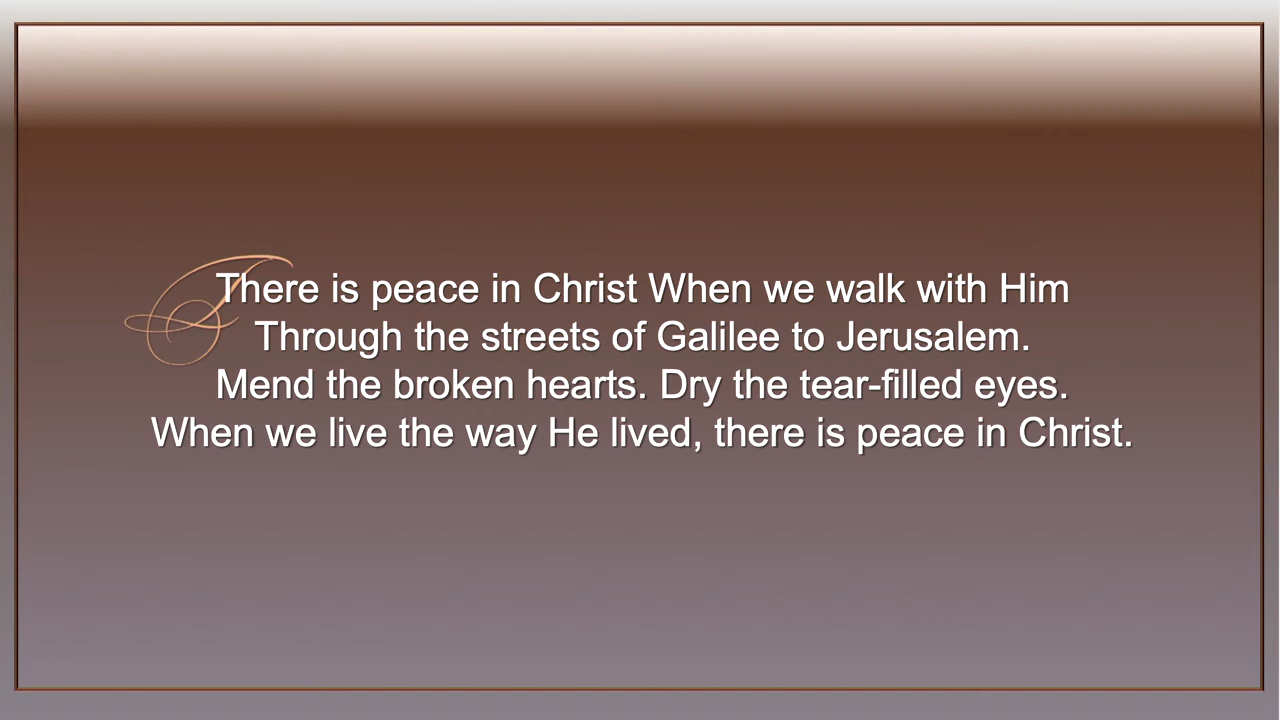 There is peace in Christ When we walk with Him
Through the streets of Galilee to Jerusalem.
Mend the broken hearts. Dry the tear-filled eyes.
When we live the way He lived, there is peace in Christ.